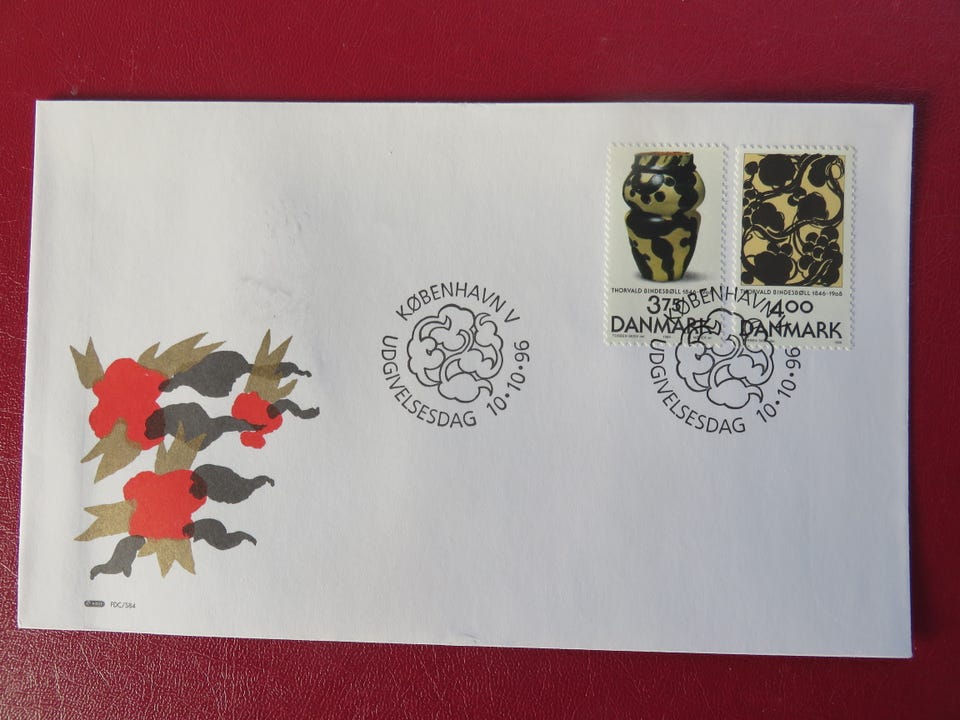 THORVALD BINDESBØLL 1846-1908
3.75
DANMARK
THORVALD BINDESBØLL 1846-1908
4.00
DANMARK
KØBENHAVN V
UDGIVELSESDAG 10•10•96
KØBENHAVN V
UDGIVELSESDAG 10•10•96
FDC/S84